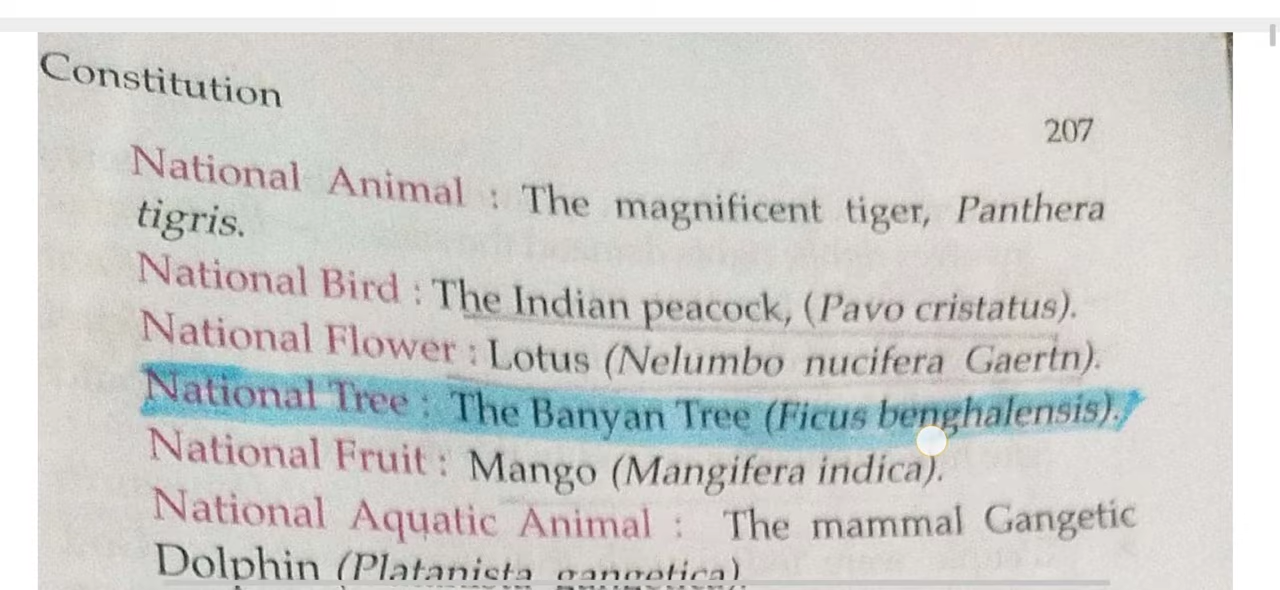 Constitution
207
National Animal : The magnificent tiger, Panthera
tigris.
National Bird : The Indian peacock, (Pavo cristatus).
National Flower : Lotus (Nelumbo nucifera Gaertn).
National Tree : The Banyan Tree (Ficus benghalensis).
National Fruit : Mango (Mangifera indica).
National Aquatic Animal : The mammal Gangetic
Dolphin (Platanista gangetica)